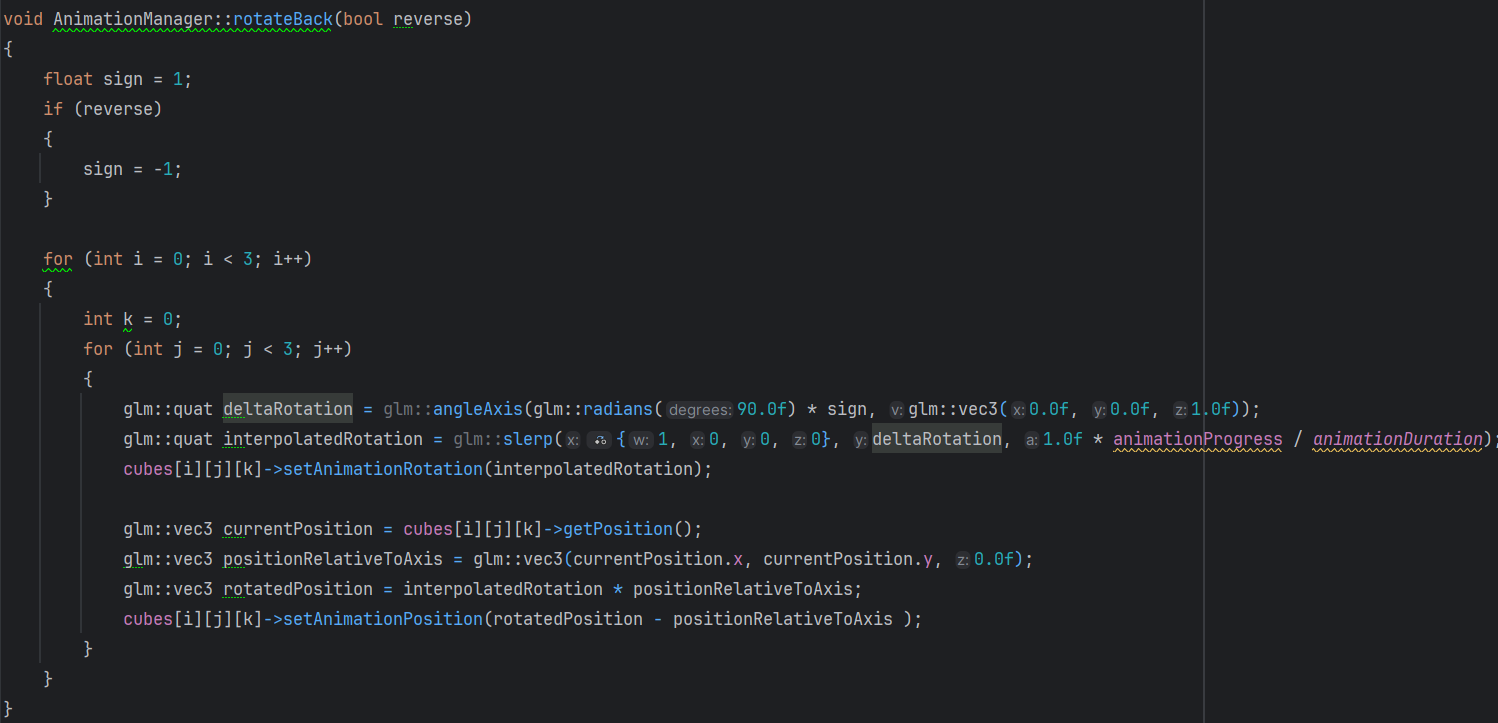 void AnimationManager::rotateBack(bool reverse)
{
    float sign = 1;
    if (reverse)
    {
        sign = -1;
    }

    for (int i = 0; i < 3; i++)
    {
        int k = 0;
        for (int j = 0; j < 3; j++)
        {
            glm::quat deltaRotation = glm::angleAxis(glm::radians( degrees: 90.0f) * sign, v: glm::vec3( x: 0.0f, y: 0.0f, z: 1.0f));
            glm::quat interpolatedRotation = glm::slerp( x: { w: 1, x: 0, y: 0, z: 0}, y: deltaRotation, a: 1.0f * animationProgress / animationDuration);
            cubes[i][j][k]->setAnimationRotation(interpolatedRotation);

            glm::vec3 currentPosition = cubes[i][j][k]->getPosition();
            glm::vec3 positionRelativeToAxis = glm::vec3(currentPosition.x, currentPosition.y, z: 0.0f);
            glm::vec3 rotatedPosition = interpolatedRotation * positionRelativeToAxis;
            cubes[i][j][k]->setAnimationPosition(rotatedPosition - positionRelativeToAxis );
        }
    }
}